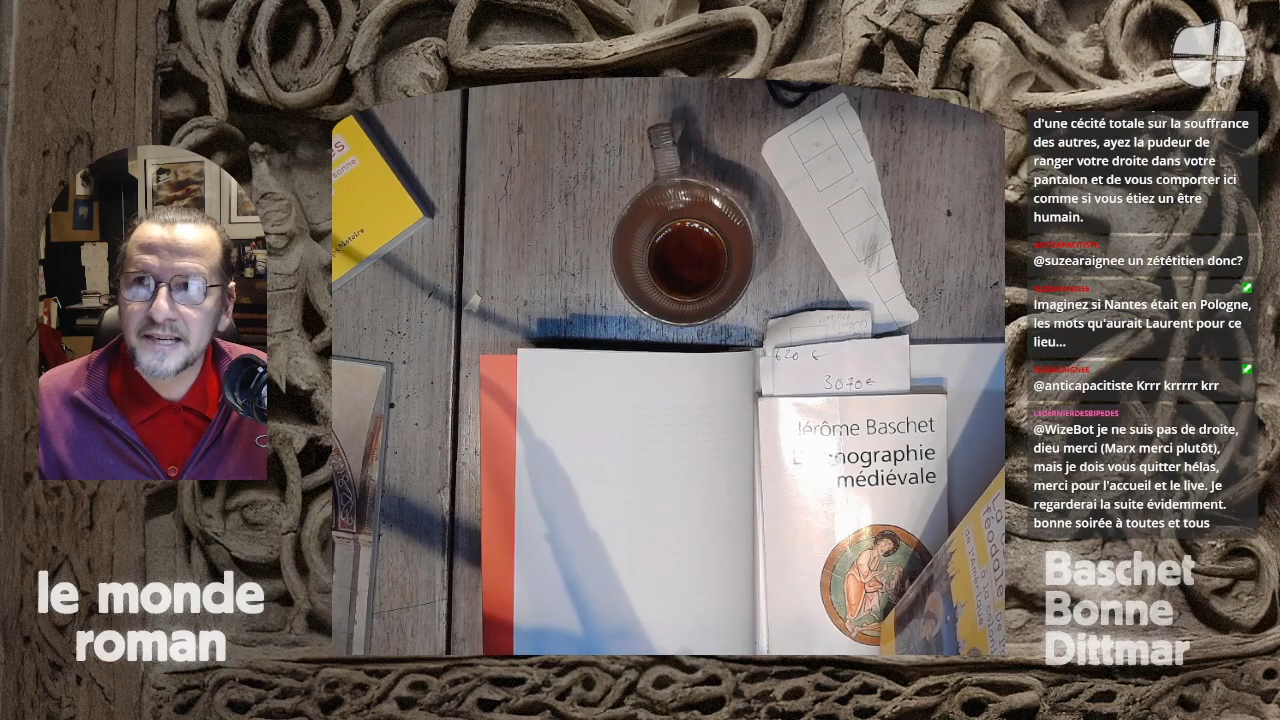 d'une cécité totale sur la souffrance
des autres, ayez la pudeur de
ranger votre droite dans votre
pantalon et de vous comporter ici
comme si vous étiez un être
humain.
@suzearaignee un zététitien donc?
Imaginez si Nantes était en Pologne,
les mots qu'aurait Laurent pour ce
lieu...
@anticapacitiste Krrr krrrrr krr
LEDERNIERDESBIPEDES
@WizeBot je ne suis pas de droite,
dieu merci (Marx merci plutôt),
mais je dois vous quitter hélas,
merci pour l'accueil et le live. Je
regarderai la suite évidemment.
bonne soirée à toutes et tous
620 €
3070€
Jérôme Baschet
médiévale
le monde
roman
Baschet
Bonne
Dittmar